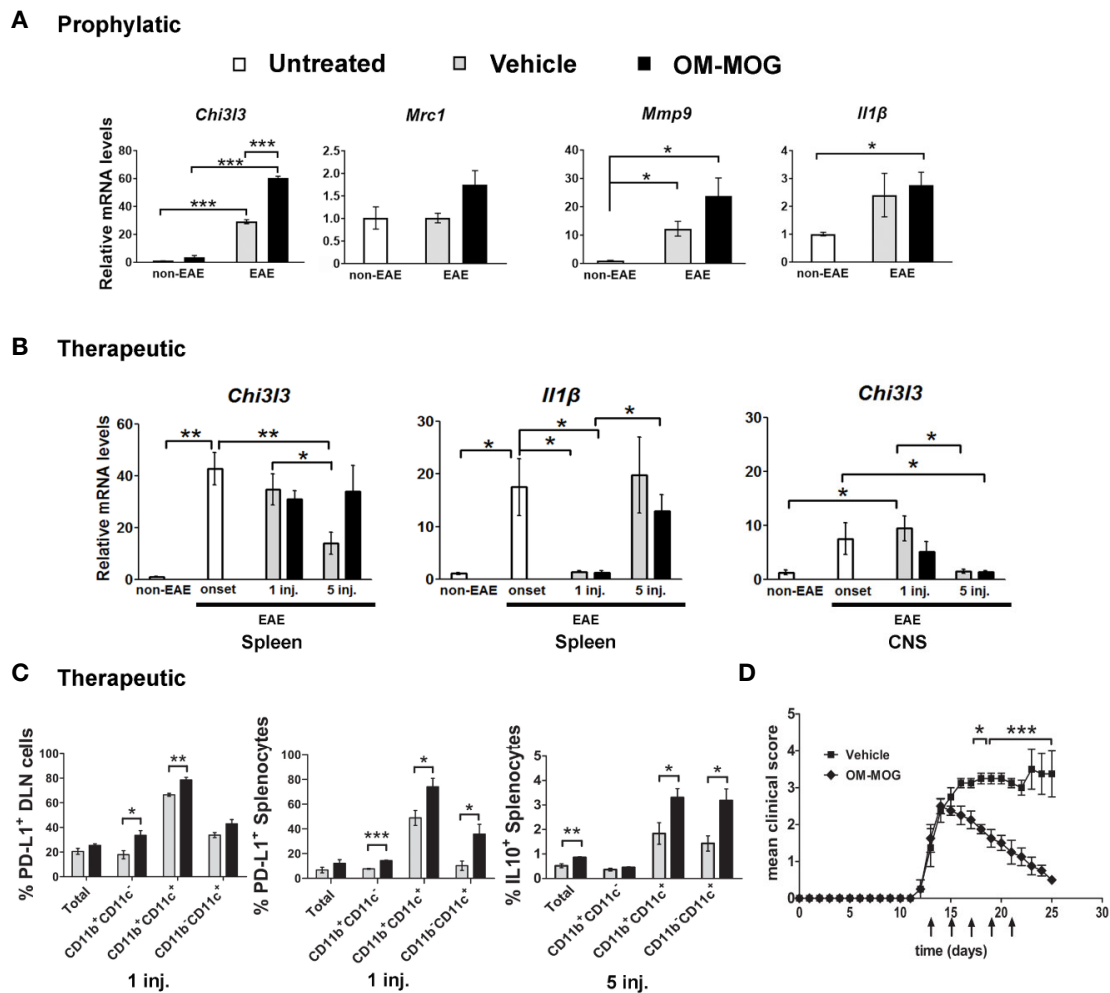 A Prophylatic
Untreated Vehicle OM-MOG
Chi3l3 Mrc1 Mmp9 Il1β
Relative mRNA levels
80
60
40
20
0
***
***
***
non-EAE EAE
2.5
2.0
1.5
1.0
0.5
0.0
non-EAE EAE
40
30
20
10
0
*
*
non-EAE EAE
4
3
2
1
0
*
non-EAE EAE
B Therapeutic
Chi3l3 Il1β Chi3l3
Relative mRNA levels
60
40
20
0
** **
*
non-EAE onset 1 inj. 5 inj.
EAE
Spleen
30
20
10
0
* * * *
non-EAE onset 1 inj. 5 inj.
EAE
Spleen
30
20
10
0
*
*
*
non-EAE onset 1 inj. 5 inj.
EAE
CNS
C Therapeutic
% PD-L1+ DLN cells
100
80
60
40
20
0
* **
Total CD11b+CD11c- CD11b+CD11c+ CD11b-CD11c+
1 inj.
% PD-L1+ Splenocytes
100
80
60
40
20
0
*** * *
Total CD11b+CD11c- CD11b+CD11c+ CD11b-CD11c+
1 inj.
% IL10+ Splenocytes
5
4
3
2
1
0
** * *
Total CD11b+CD11c- CD11b+CD11c+ CD11b-CD11c+
5 inj.
D
mean clinical score
5
4
3
2
1
0
Vehicle
OM-MOG
* ***
0 5 10 15 20 25 30
time (days)